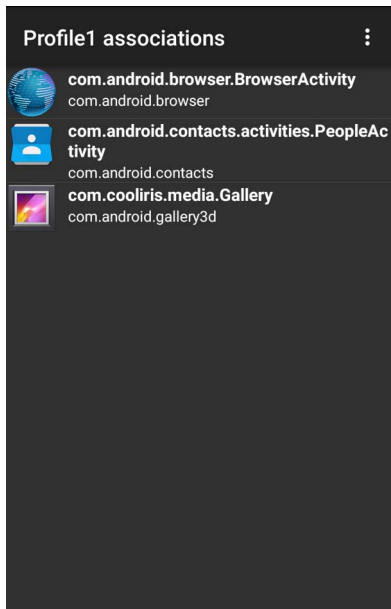 Profile1 associations
com.android.browser.BrowserActivity
com.android.browser
com.android.contacts.activities.PeopleAc
tivity
com.android.contacts
com.cooliris.media.Gallery
com.android.gallery3d